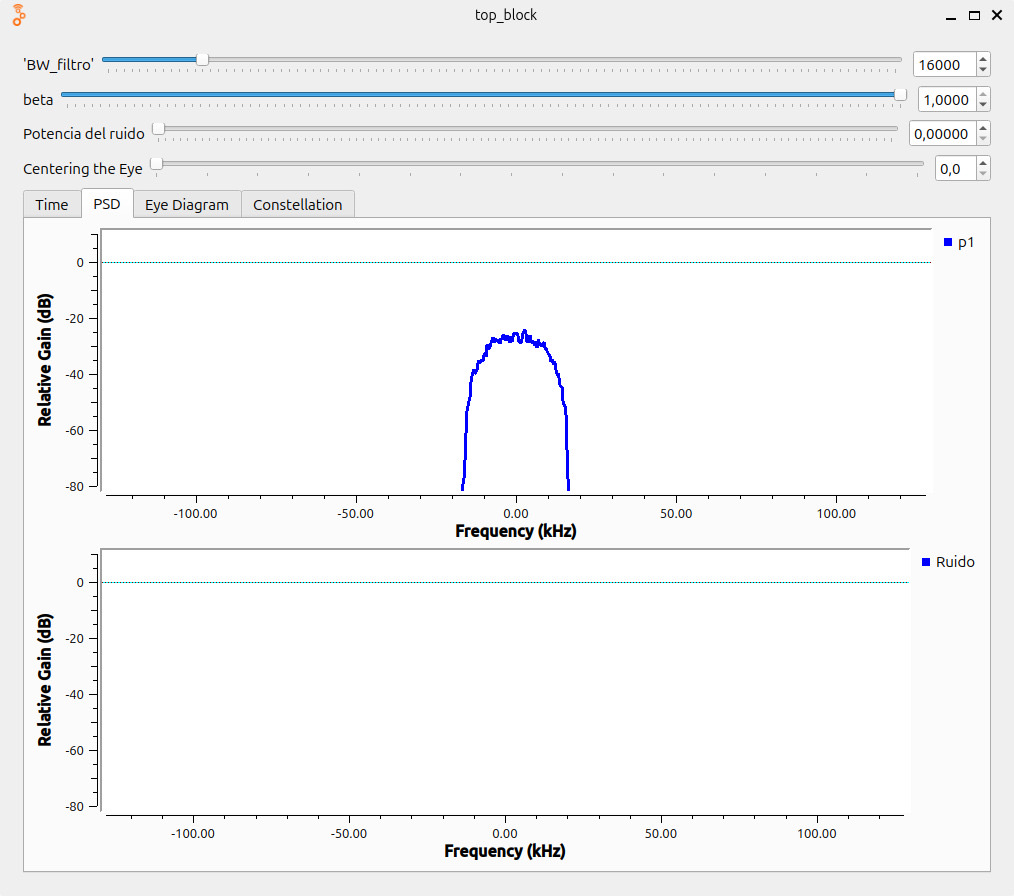 top_block
'BW_filtro' 16000
beta 1,0000
Potencia del ruido 0,00000
Centering the Eye 0,0
Time PSD Eye Diagram Constellation
p1
0
-20
-40
-60
-80
Relative Gain (dB)
-100.00 -50.00 0.00 50.00 100.00
Frequency (kHz)
Ruido
0
-20
-40
-60
-80
Relative Gain (dB)
-100.00 -50.00 0.00 50.00 100.00
Frequency (kHz)